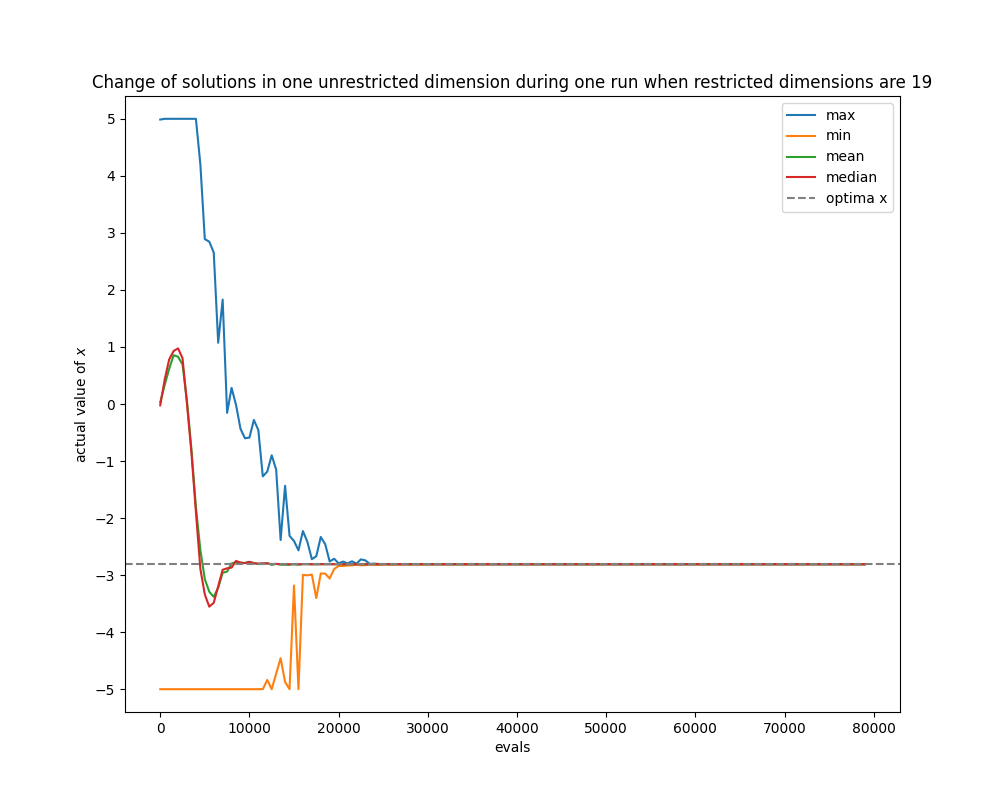 Change of solutions in one unrestricted dimension during one run when restricted dimensions are 19
max
min
mean
median
optima x
actual value of x
5
4
3
2
1
0
−1
−2
−3
−4
−5
0 10000 20000 30000 40000 50000 60000 70000 80000
evals